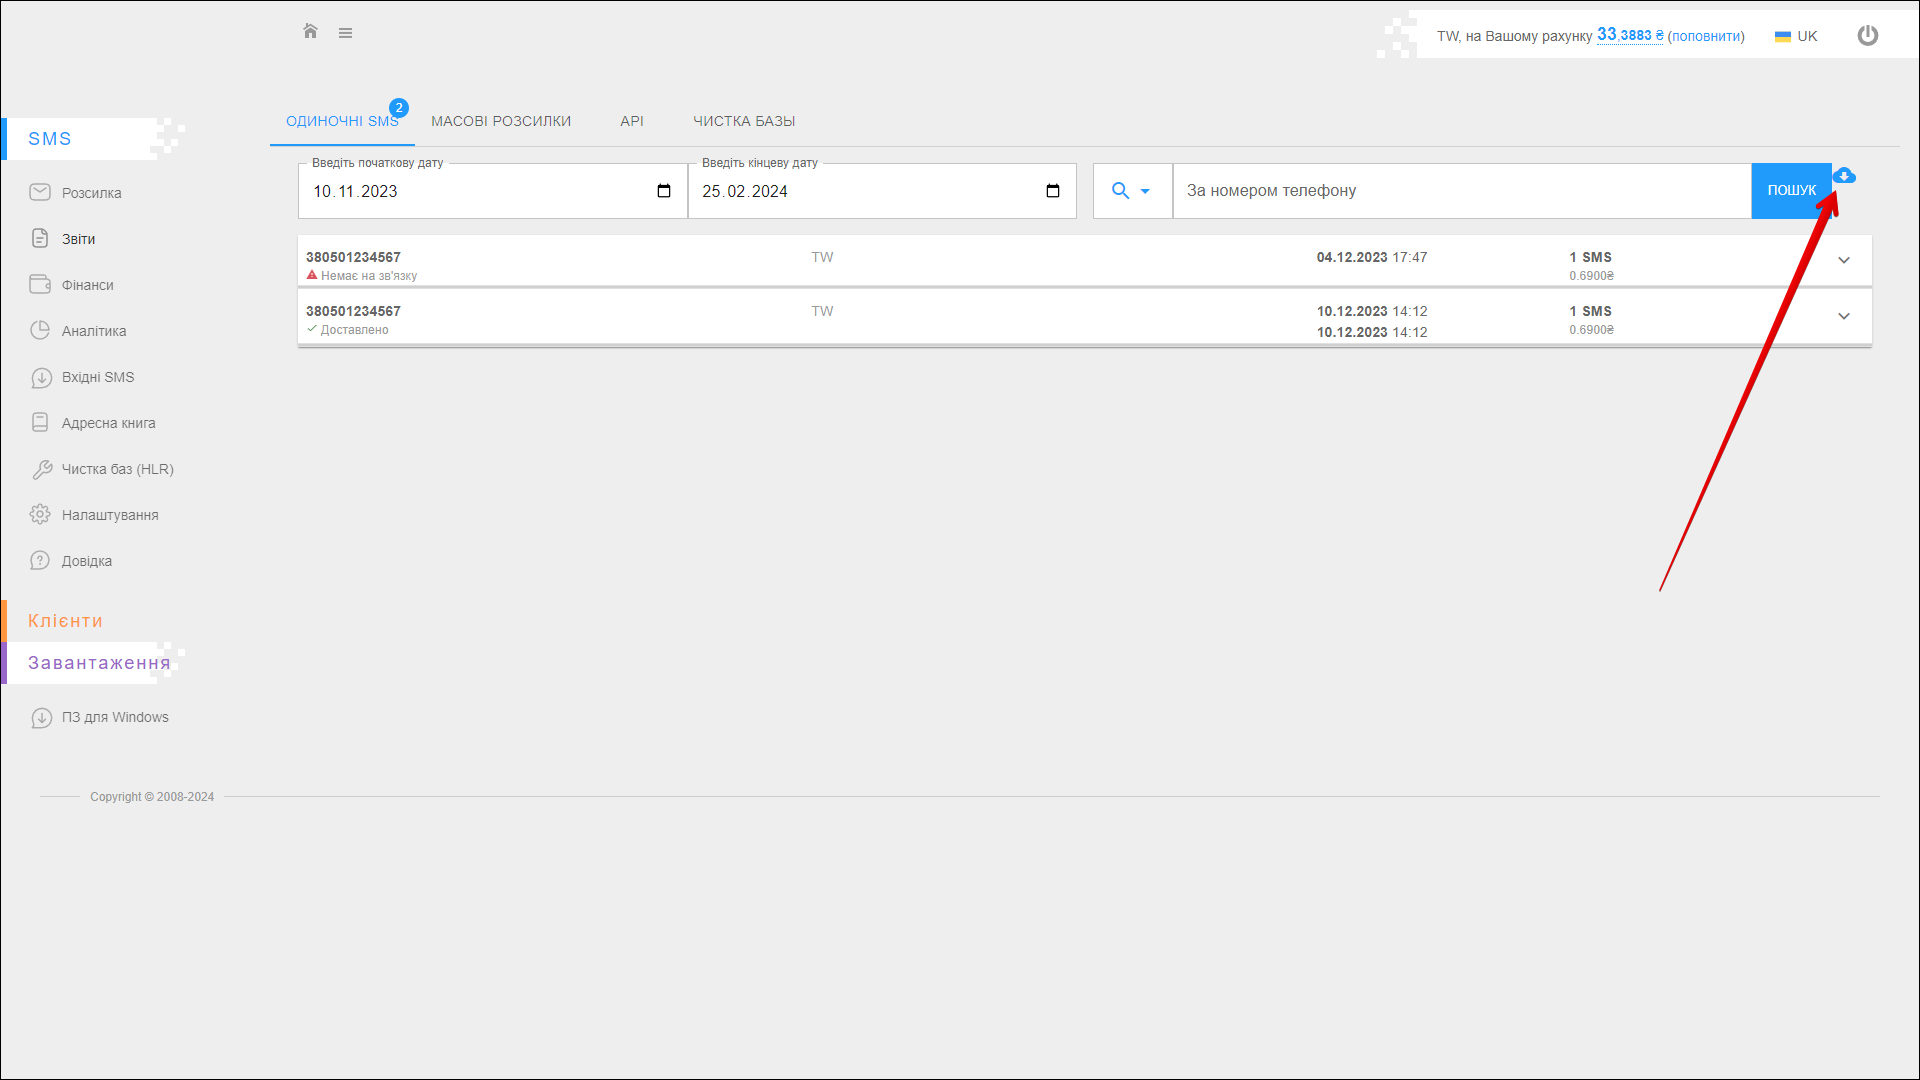 TW, на Вашому рахунку 33,3883 ₴ (поповнити)
UK
SMS
Розсилка
Звіти
Фінанси
Аналітика
Вхідні SMS
Адресна книга
Чистка баз (HLR)
Налаштування
Довідка
Клієнти
Завантаження
ПЗ для Windows
ОДИНОЧНІ SMS 2
МАСОВІ РОЗСИЛКИ
API
ЧИСТКА БАЗЫ
Введіть початкову дату
10.11.2023
Введіть кінцеву дату
25.02.2024
За номером телефону
ПОШУК
380501234567 TW 04.12.2023 17:47 1 SMS
Немає на зв'язку 0.6900₴
380501234567 TW 10.12.2023 14:12 1 SMS
Доставлено 10.12.2023 14:12 0.6900₴
Copyright © 2008-2024